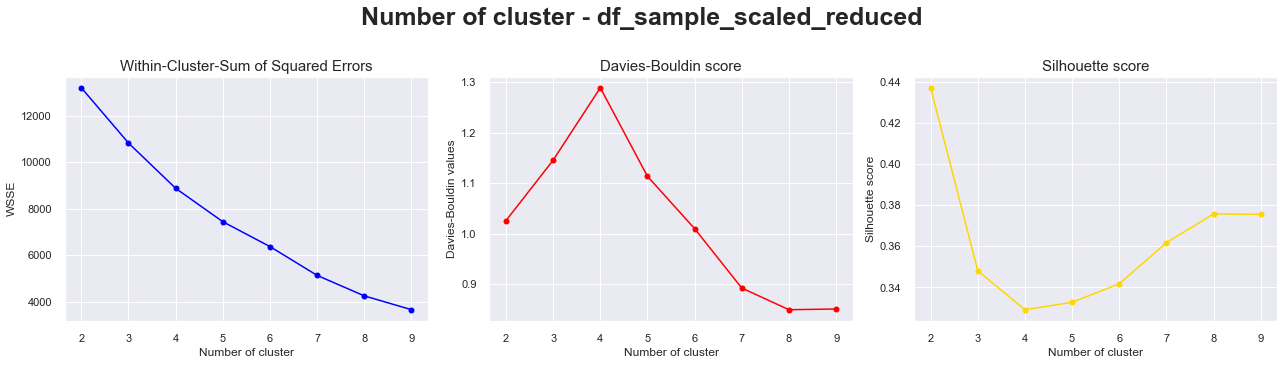 Number of cluster - df_sample_scaled_reduced
Within-Cluster-Sum of Squared Errors
WSSE
12000
10000
8000
6000
4000
2 3 4 5 6 7 8 9
Number of cluster
Davies-Bouldin score
Davies-Bouldin values
1.3
1.2
1.1
1.0
0.9
2 3 4 5 6 7 8 9
Number of cluster
Silhouette score
Silhouette score
0.44
0.42
0.40
0.38
0.36
0.34
2 3 4 5 6 7 8 9
Number of cluster